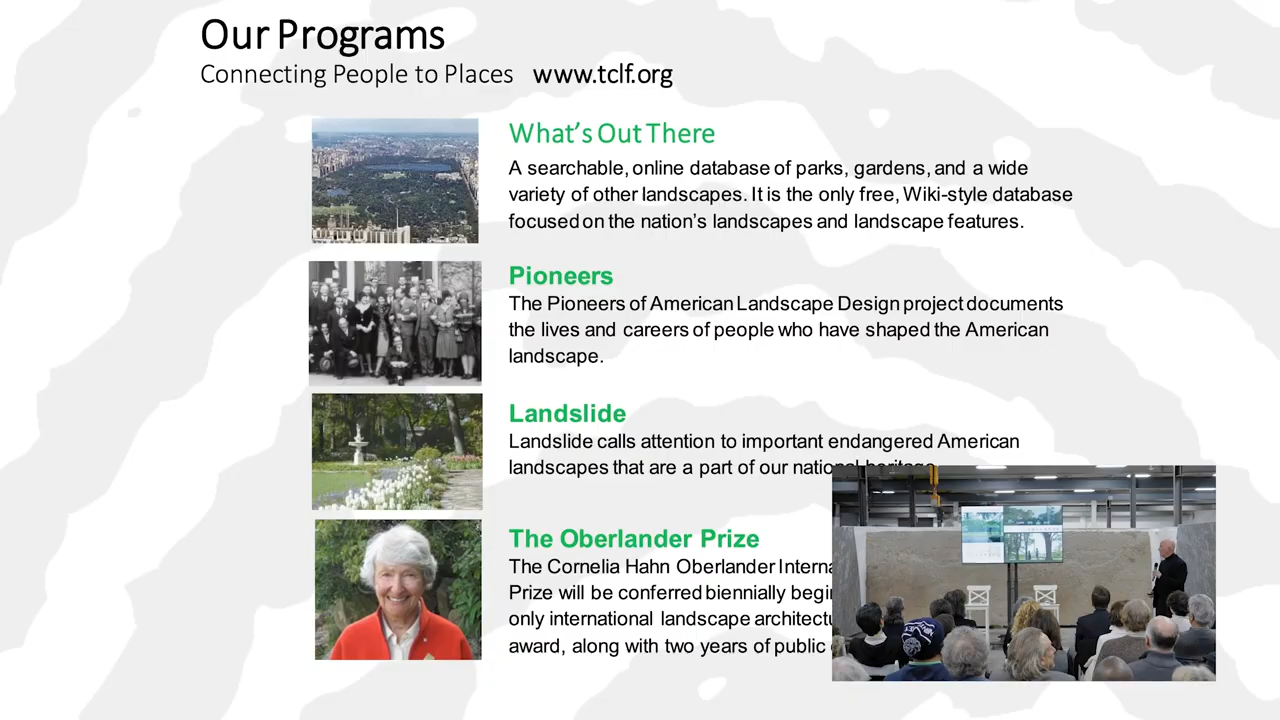 Our Programs
Connecting People to Places www.tclf.org
What's Out There
A searchable, online database of parks, gardens, and a wide
variety of other landscapes. It is the only free, Wiki-style database
focused on the nation's landscapes and landscape features.
Pioneers
The Pioneers of American Landscape Design project documents
the lives and careers of people who have shaped the American
landscape.
Landslide
Landslide calls attention to important endangered American
landscapes that are a part of our national heritage.
The Oberlander Prize
The Cornelia Hahn Oberlander
Prize will be conferred biennially
only international landscape
award, along with two years of public